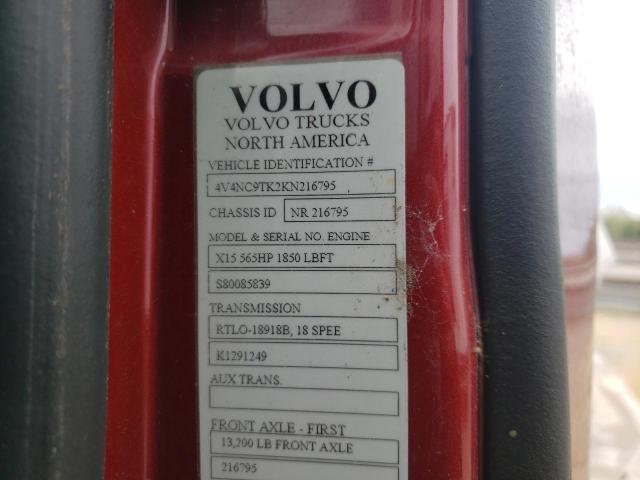 VOLVO
VOLVO TRUCKS
NORTH AMERICA
VEHICLE IDENTIFICATION #
4V4NC9TK2KN216795
CHASSIS ID NR 216795
MODEL & SERIAL NO. ENGINE
X15 565HP 1850 LBFT
S80085839
TRANSMISSION
RTLO-18918B, 18 SPEE
K1291249
AUX TRANS.
FRONT AXLE - FIRST
13,200 LB FRONT AXLE
216795